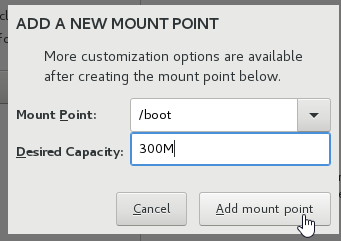 ADD A NEW MOUNT POINT
More customization options are available
after creating the mount point below.
Mount Point: /boot
Desired Capacity: 300M
Cancel Add mount point